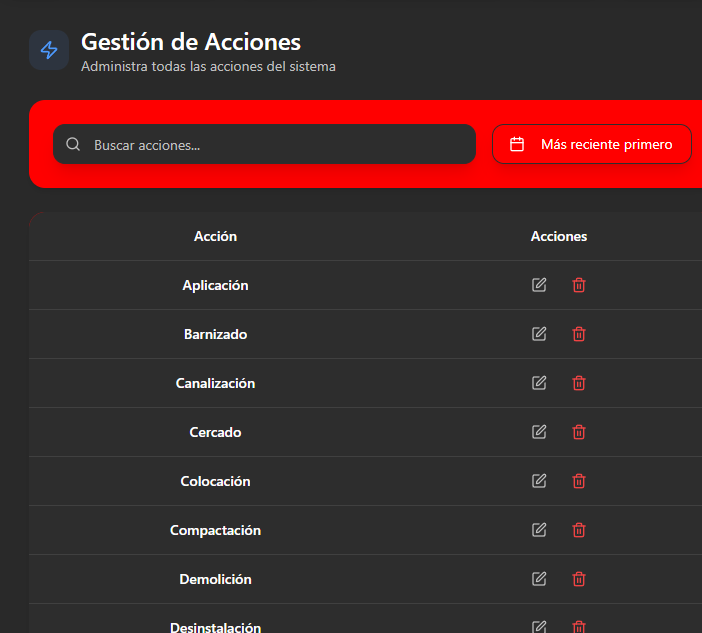 Gestión de Acciones
Administra todas las acciones del sistema
Buscar acciones...
Más reciente primero
Acción Acciones
Aplicación
Barnizado
Canalización
Cercado
Colocación
Compactación
Demolición
Desinstalación